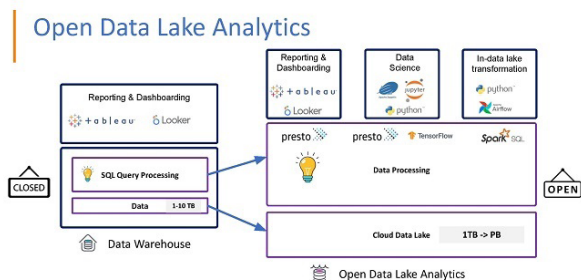 Open Data Lake Analytics
Reporting & Dashboarding
+ a b l e a u
Looker
CLOSED
SQL Query Processing
Data
1-10 TB
Data Warehouse
Reporting & Dashboarding
+ a b l e a u
Looker
Data Science
jupyter
python
In-data lake transformation
python
Airflow
presto
presto
TensorFlow
Spark SQL
Data Processing
Cloud Data Lake
1TB -> PB
OPEN
Open Data Lake Analytics